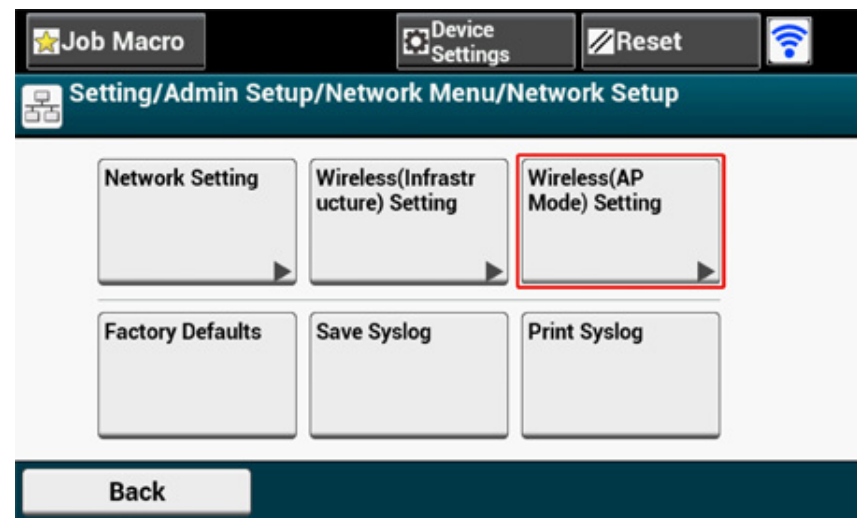 Job Macro
Device
Settings
Reset
Setting/Admin Setup/Network Menu/Network Setup
Network Setting
Wireless(Infrastr
ucture) Setting
Wireless(AP
Mode) Setting
Factory Defaults
Save Syslog
Print Syslog
Back